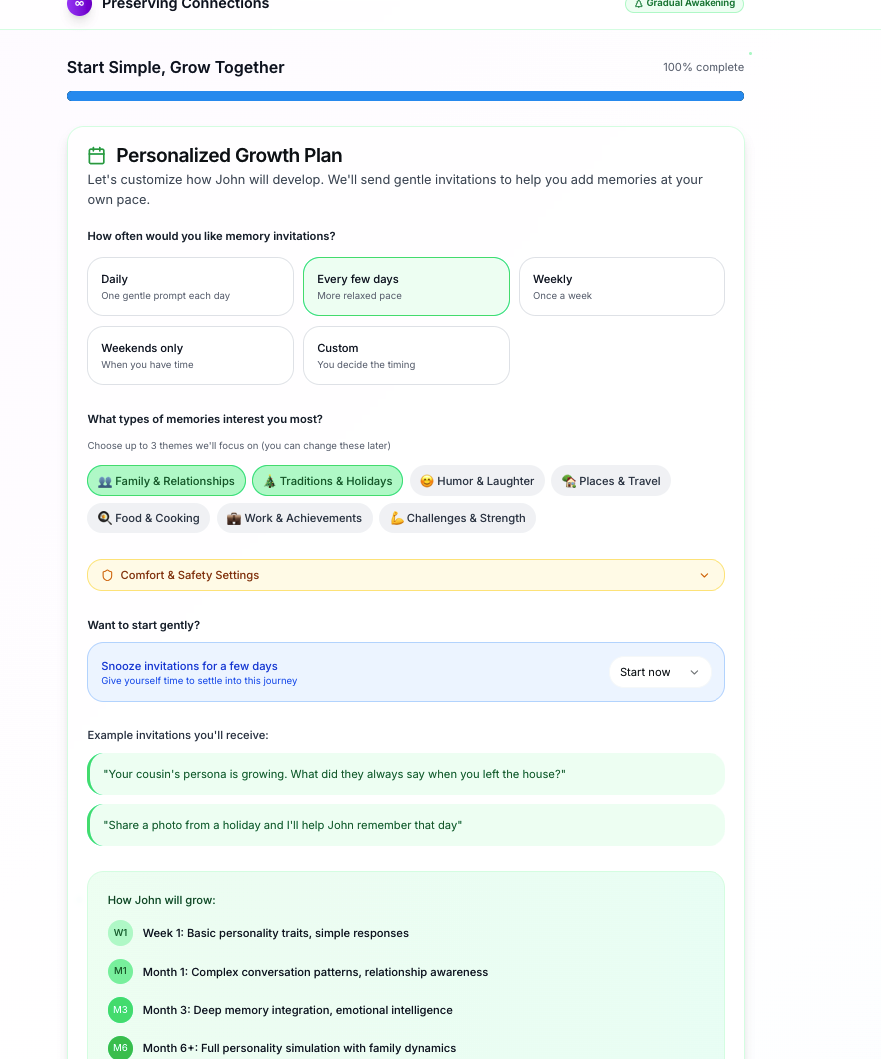 Preserving Connections
Gradual Awakening
Start Simple, Grow Together
100% complete
Personalized Growth Plan
Let's customize how John will develop. We'll send gentle invitations to help you add memories at your
own pace.
How often would you like memory invitations?
Daily
One gentle prompt each day
Every few days
More relaxed pace
Weekly
Once a week
Weekends only
When you have time
Custom
You decide the timing
What types of memories interest you most?
Choose up to 3 themes we'll focus on (you can change these later)
👥 Family & Relationships
🎄 Traditions & Holidays
😊 Humor & Laughter
🏡 Places & Travel
🍳 Food & Cooking
💼 Work & Achievements
💪 Challenges & Strength
Comfort & Safety Settings
Want to start gently?
Snooze invitations for a few days
Give yourself time to settle into this journey
Start now
Example invitations you'll receive:
"Your cousin's persona is growing. What did they always say when you left the house?"
"Share a photo from a holiday and I'll help John remember that day"
How John will grow:
W1 Week 1: Basic personality traits, simple responses
M1 Month 1: Complex conversation patterns, relationship awareness
M3 Month 3: Deep memory integration, emotional intelligence
M6 Month 6+: Full personality simulation with family dynamics